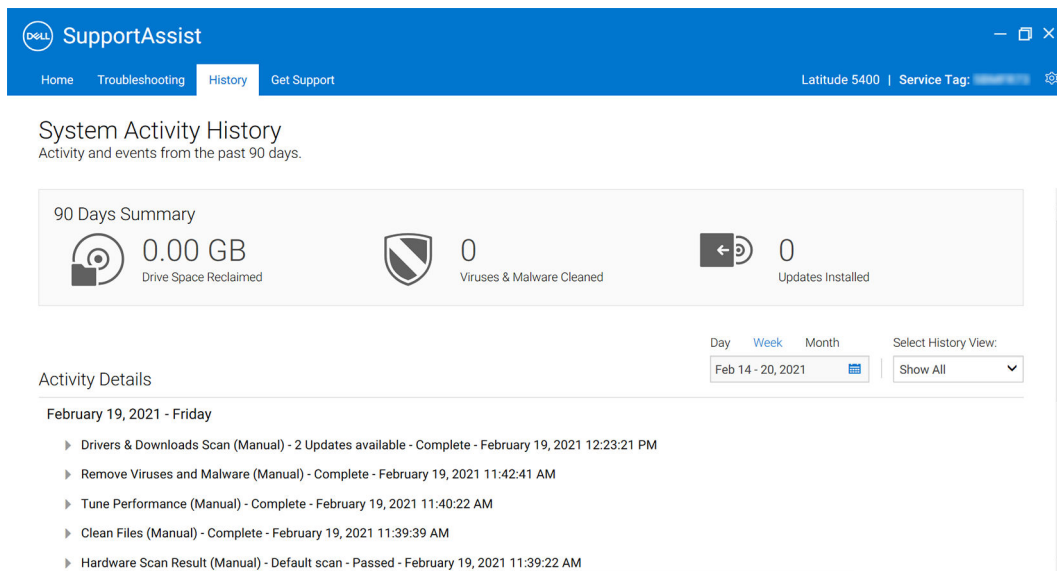 DELL SupportAssist
Home Troubleshooting History Get Support Latitude 5400 | Service Tag:
System Activity History
Activity and events from the past 90 days.
90 Days Summary
0.00 GB 0 0
Drive Space Reclaimed Viruses & Malware Cleaned Updates Installed
Day Week Month Select History View:
Feb 14 - 20, 2021 Show All
Activity Details
February 19, 2021 - Friday
Drivers & Downloads Scan (Manual) - 2 Updates available - Complete - February 19, 2021 12:23:21 PM
Remove Viruses and Malware (Manual) - Complete - February 19, 2021 11:42:41 AM
Tune Performance (Manual) - Complete - February 19, 2021 11:40:22 AM
Clean Files (Manual) - Complete - February 19, 2021 11:39:39 AM
Hardware Scan Result (Manual) - Default scan - Passed - February 19, 2021 11:39:22 AM